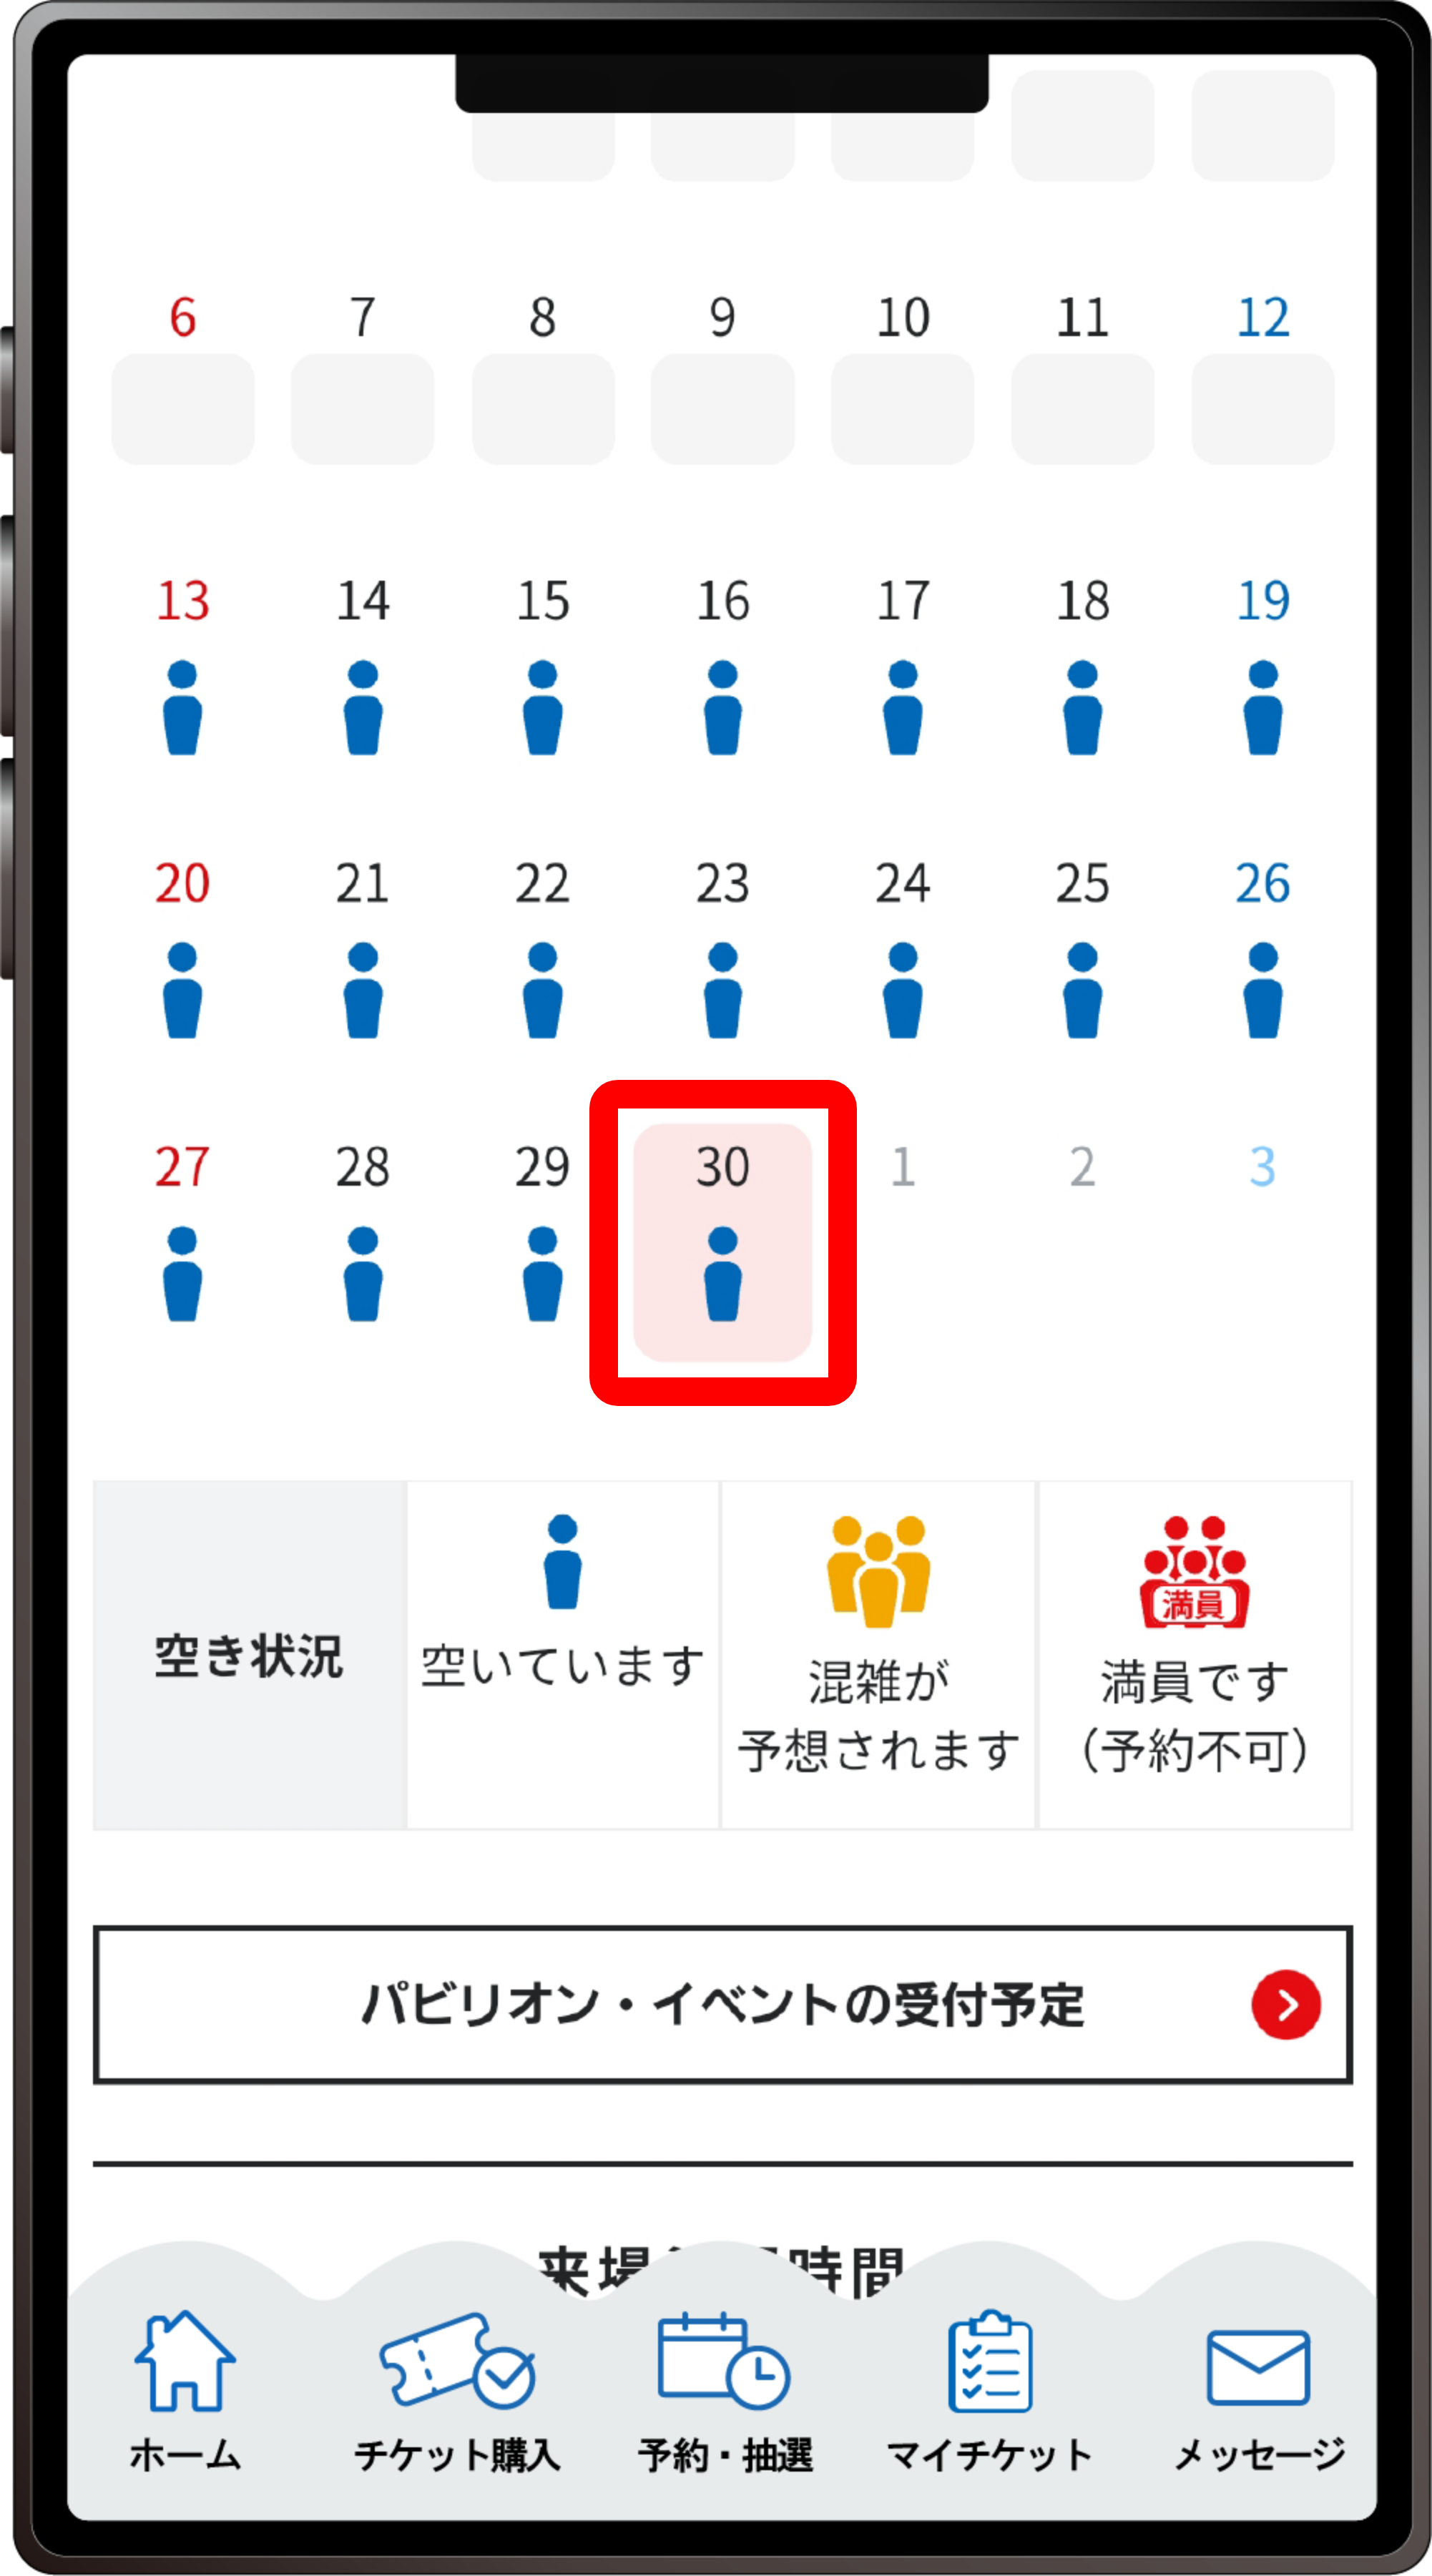 6 7 8 9 10 11 12
13 14 15 16 17 18 19
20 21 22 23 24 25 26
27 28 29 30 1 2 3
空き状況
空いています
混雑が
予想されます
満員
満員です
（予約不可）
パビリオン・イベントの受付予定
来場 時間
ホーム チケット購入 予約・抽選 マイチケット メッセージ